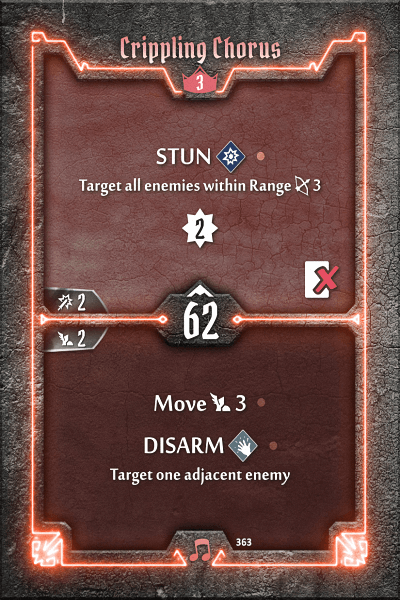 Crippling Chorus
3
STUN
Target all enemies within Range 3
2
2
62
2
Move 3
DISARM
Target one adjacent enemy
363